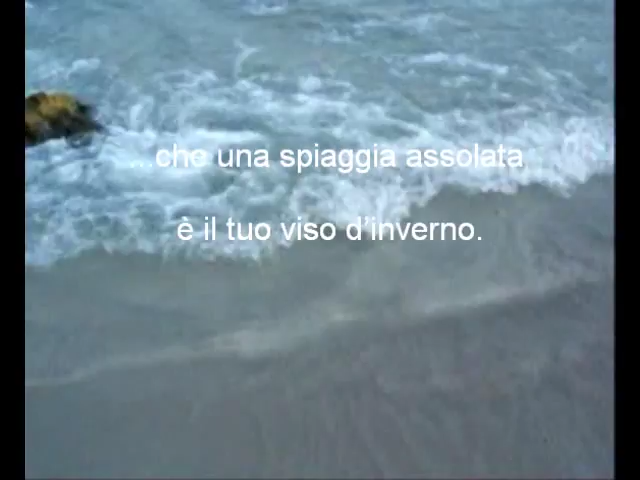 ...che una spiaggia assolata
è il tuo viso d'inverno.